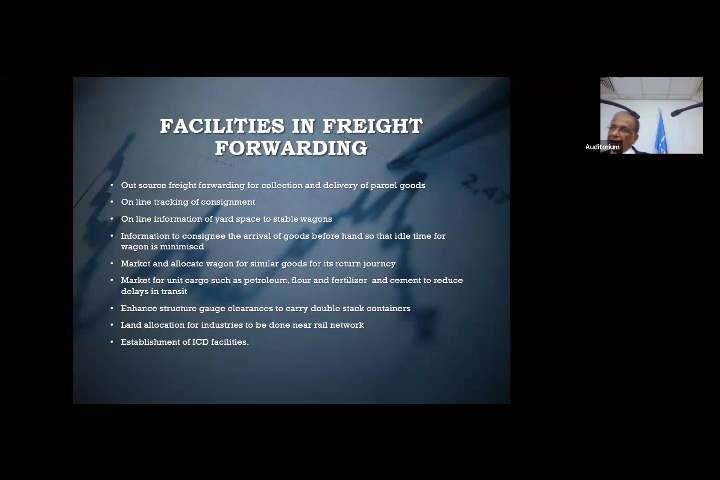 FACILITIES IN FREIGHT
FORWARDING
• Out source freight forwarding for collection and delivery of parcel goods
• On line tracking of consignment
• On line information of yard space to stable wagons
• Information to consignee the arrival of goods before hand so that idle time for
wagon is minimised
• Market and allocate wagon for similar goods for its return journey
• Market for unit cargo such as petroleum, flour and fertilizer and cement to reduce
delays in transit
• Enhance structure gauge clearances to carry double stack containers
• Land allocation for industries to be done near rail network
• Establishment of ICD facilities.
2,47
Auditorium